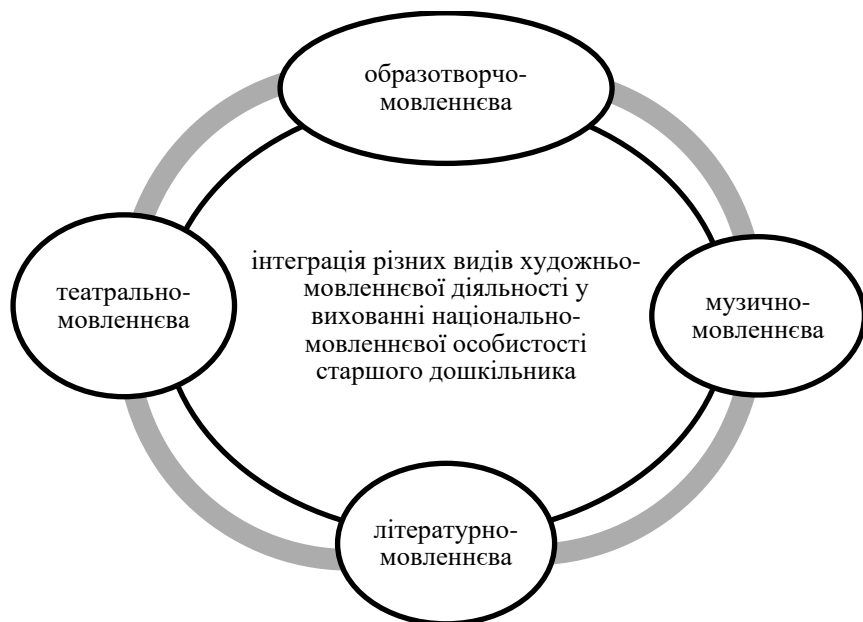 образотворчо-
мовленнєва
театрально-
мовленнєва
інтеграція різних видів художньо-
мовленнєвої діяльності у
вихованні національно-
мовленнєвої особистості
старшого дошкільника
музично-
мовленнєва
літературно-
мовленнєва